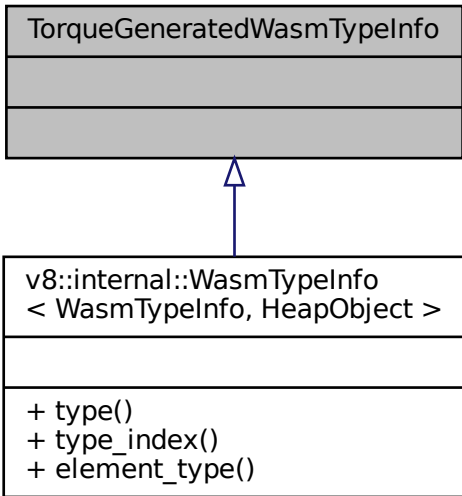 TorqueGeneratedWasmTypeInfo
v8::internal::WasmTypeInfo
< WasmTypeInfo, HeapObject >
+ type()
+ type_index()
+ element_type()